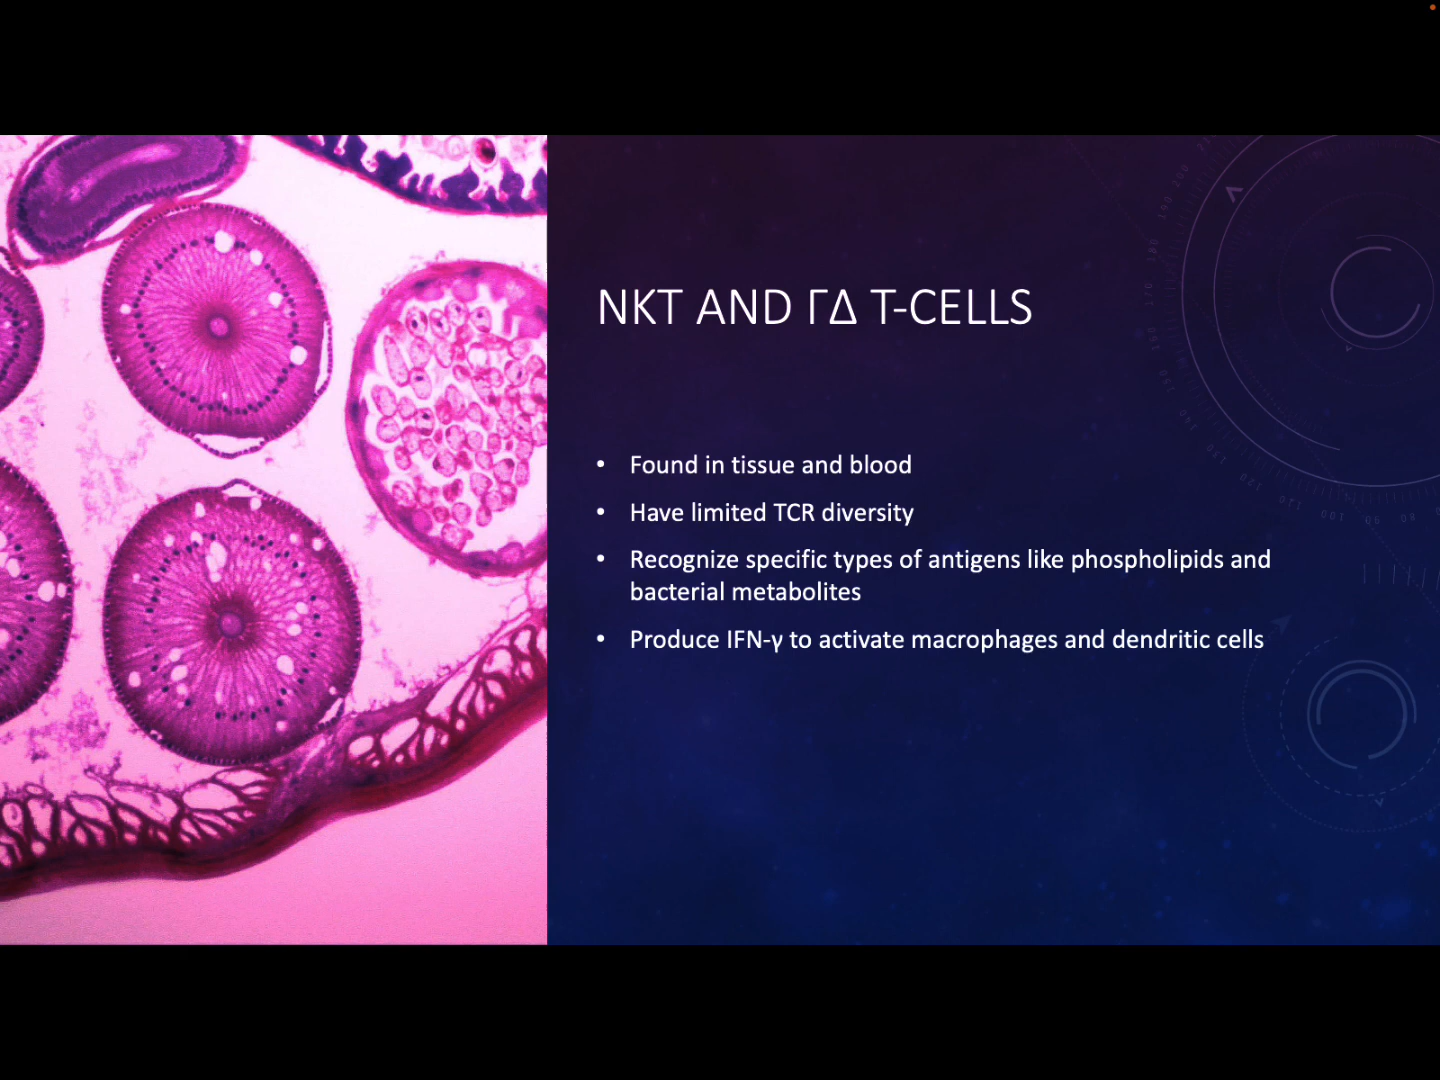 NKT AND ΓΔ T-CELLS
• Found in tissue and blood
• Have limited TCR diversity
• Recognize specific types of antigens like phospholipids and
bacterial metabolites
• Produce IFN-γ to activate macrophages and dendritic cells